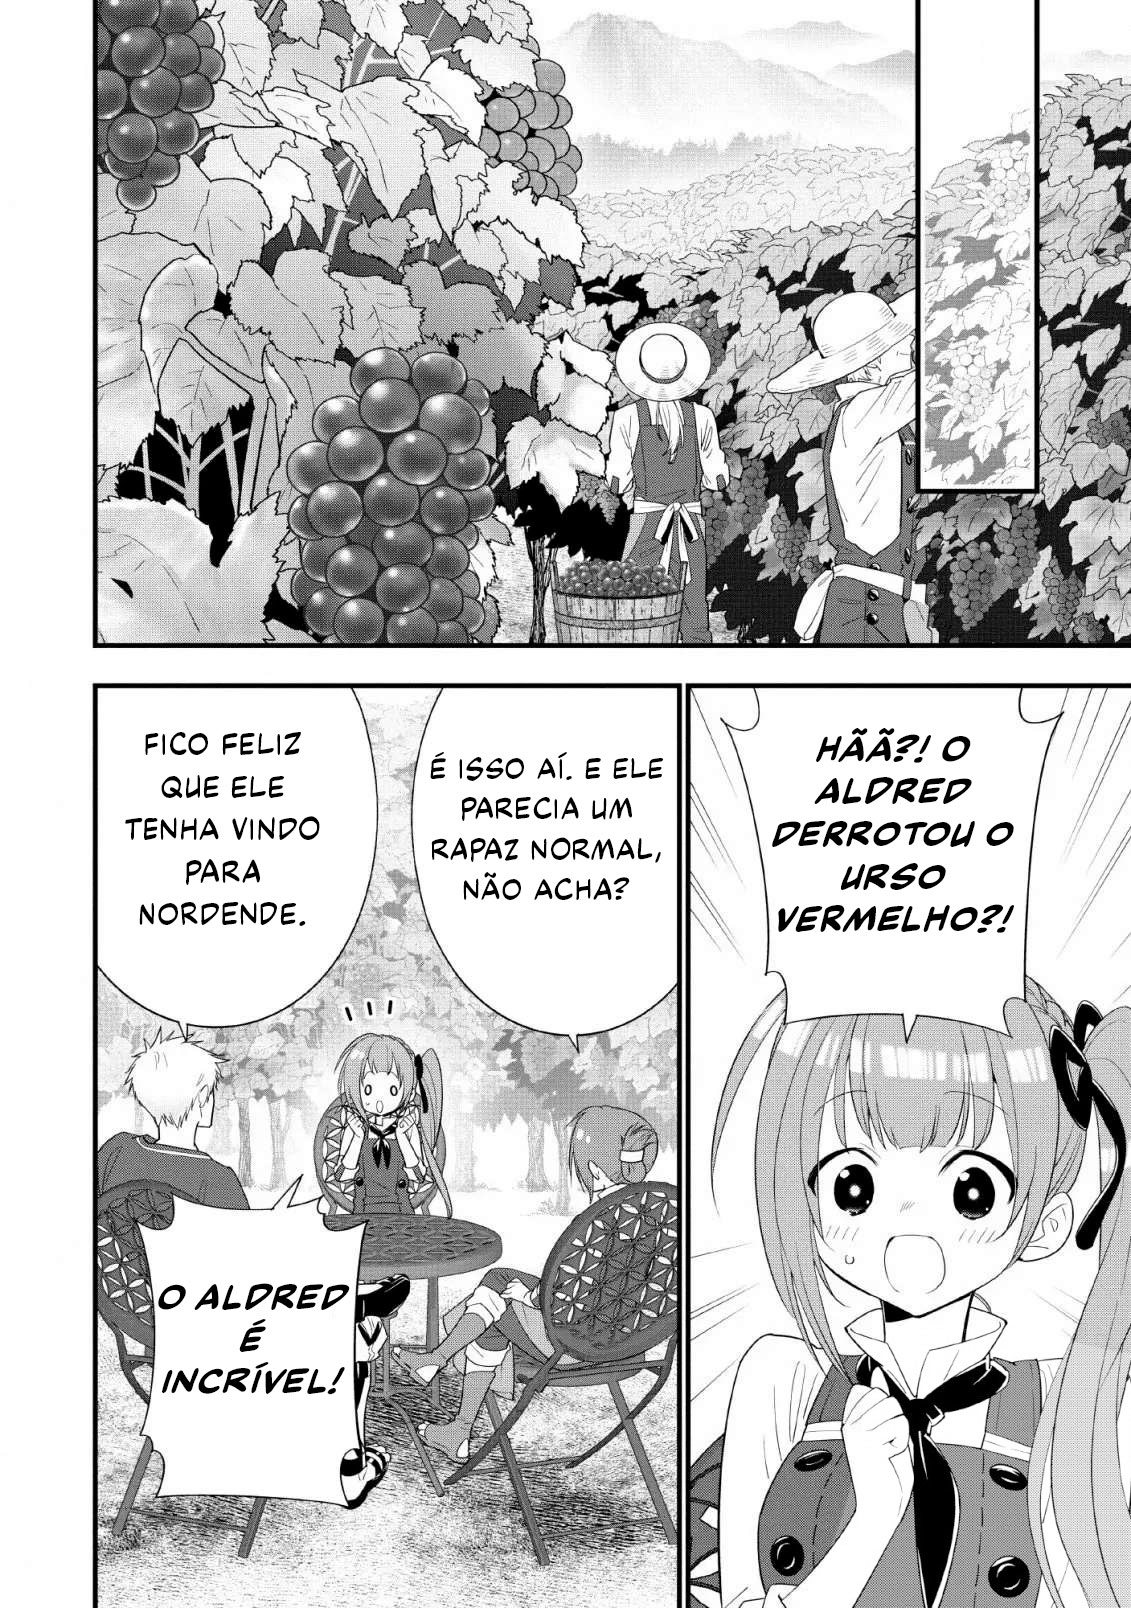 HÃÃ?! O
ALDRED
DERROTOU O
URSO
VERMELHO?!
É ISSO AÍ. E ELE
PARECIA UM
RAPAZ NORMAL,
NÃO ACHA?
FICO FELIZ
QUE ELE
TENHA VINDO
PARA
NORDENDE.
O ALDRED
É
INCRÍVEL!